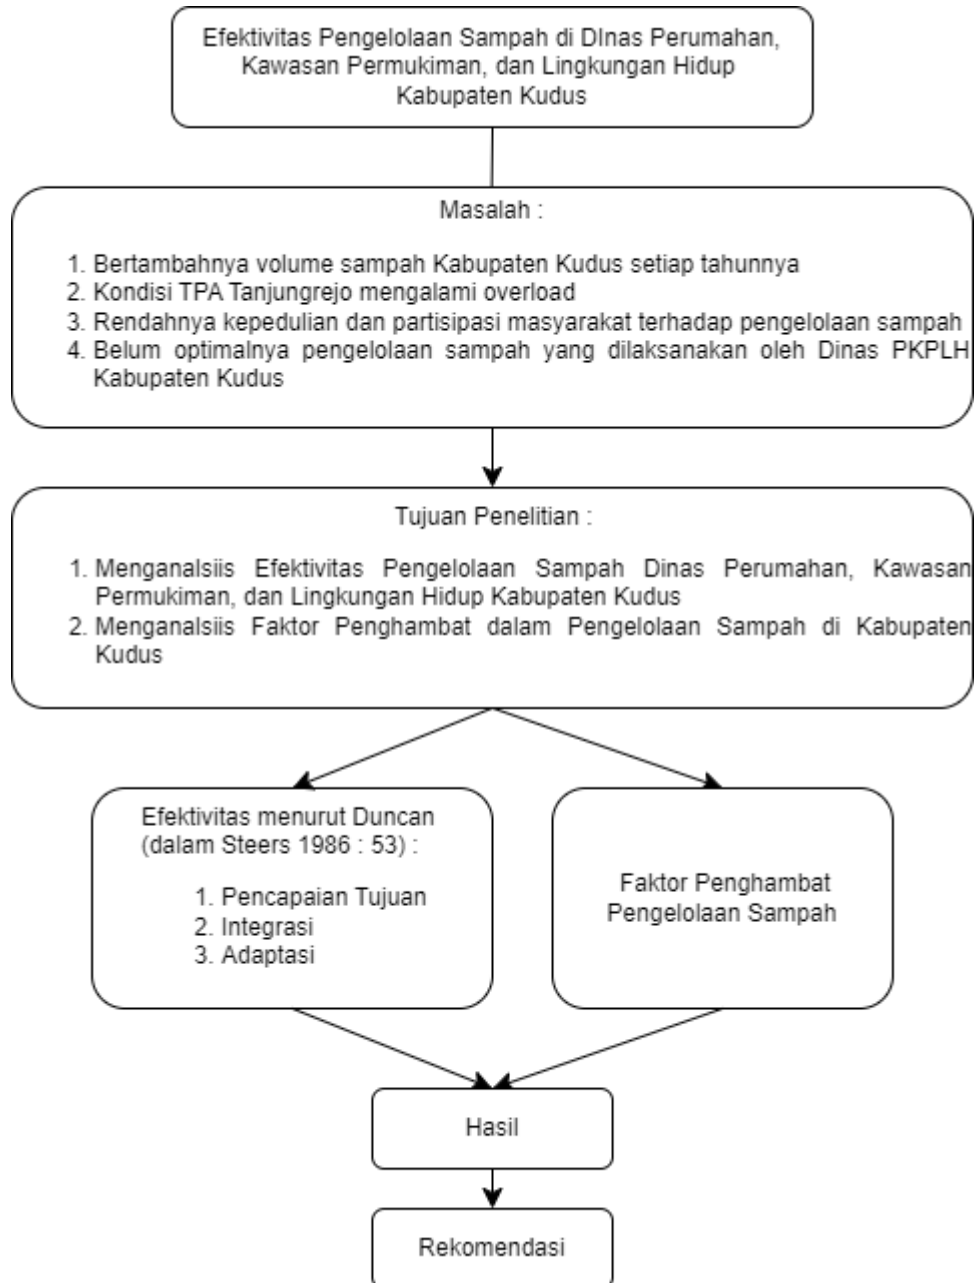 Efektivitas Pengelolaan Sampah di DInas Perumahan,
Kawasan Permukiman, dan Lingkungan Hidup
Kabupaten Kudus
Masalah :
1. Bertambahnya volume sampah Kabupaten Kudus setiap tahunnya
2. Kondisi TPA Tanjungrejo mengalami overload
3. Rendahnya kepedulian dan partisipasi masyarakat terhadap pengelolaan sampah
4. Belum optimalnya pengelolaan sampah yang dilaksanakan oleh Dinas PKPLH
Kabupaten Kudus
Tujuan Penelitian :
1. Menganalsiis Efektivitas Pengelolaan Sampah Dinas Perumahan, Kawasan
Permukiman, dan Lingkungan Hidup Kabupaten Kudus
2. Menganalsiis Faktor Penghambat dalam Pengelolaan Sampah di Kabupaten
Kudus
Efektivitas menurut Duncan
(dalam Steers 1986 : 53) :
1. Pencapaian Tujuan
2. Integrasi
3. Adaptasi
Faktor Penghambat
Pengelolaan Sampah
Hasil
Rekomendasi